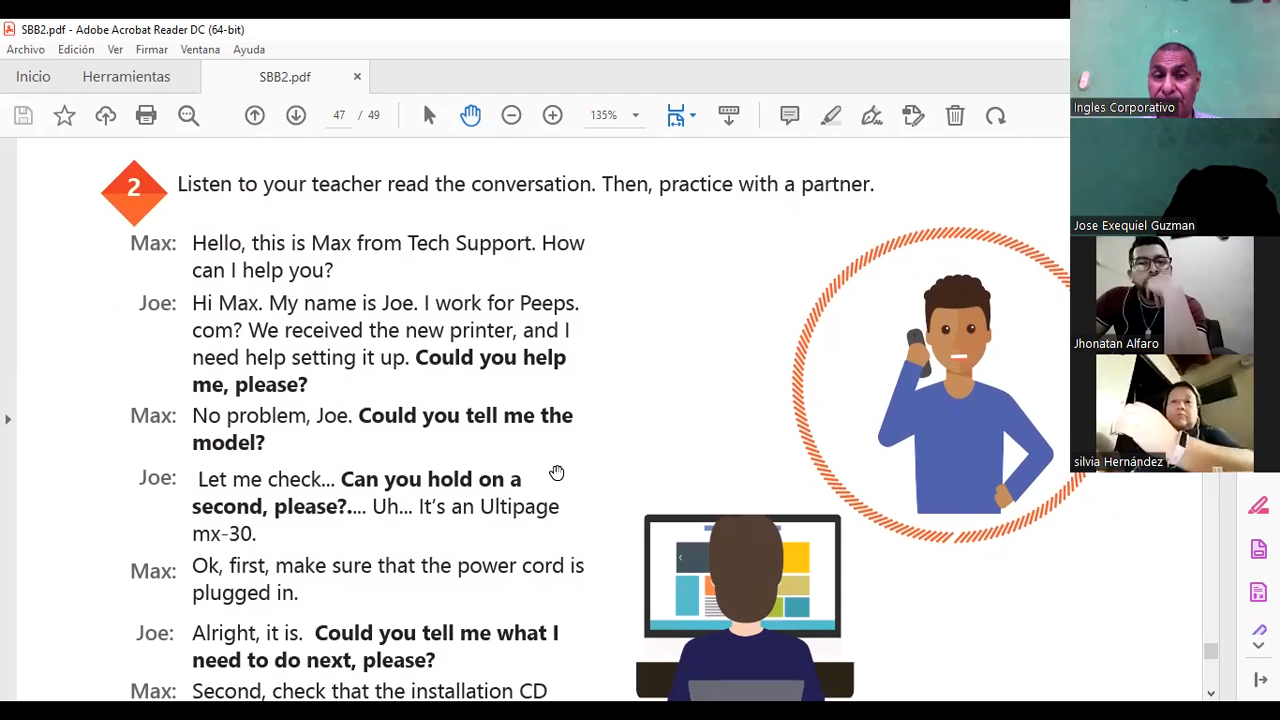 SBB2.pdf - Adobe Acrobat Reader DC (64-bit)
Archivo Edición Ver Firmar Ventana Ayuda
Inicio Herramientas SBB2.pdf ×
47 / 49 135%
2 Listen to your teacher read the conversation. Then, practice with a partner.
Max: Hello, this is Max from Tech Support. How
can I help you?
Joe: Hi Max. My name is Joe. I work for Peeps.
com? We received the new printer, and I
need help setting it up. Could you help
me, please?
Max: No problem, Joe. Could you tell me the
model?
Joe: Let me check... Can you hold on a
second, please?.... Uh... It’s an Ultipage
mx-30.
Max: Ok, first, make sure that the power cord is
plugged in.
Joe: Alright, it is. Could you tell me what I
need to do next, please?
Max: Second, check that the installation CD
Ingles Corporativo
Jose Exequiel Guzman
Jhonatan Alfaro
silvia Hernández